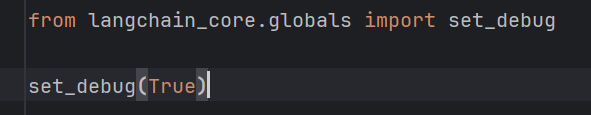 from langchain_core.globals import set_debug
set_debug(True)